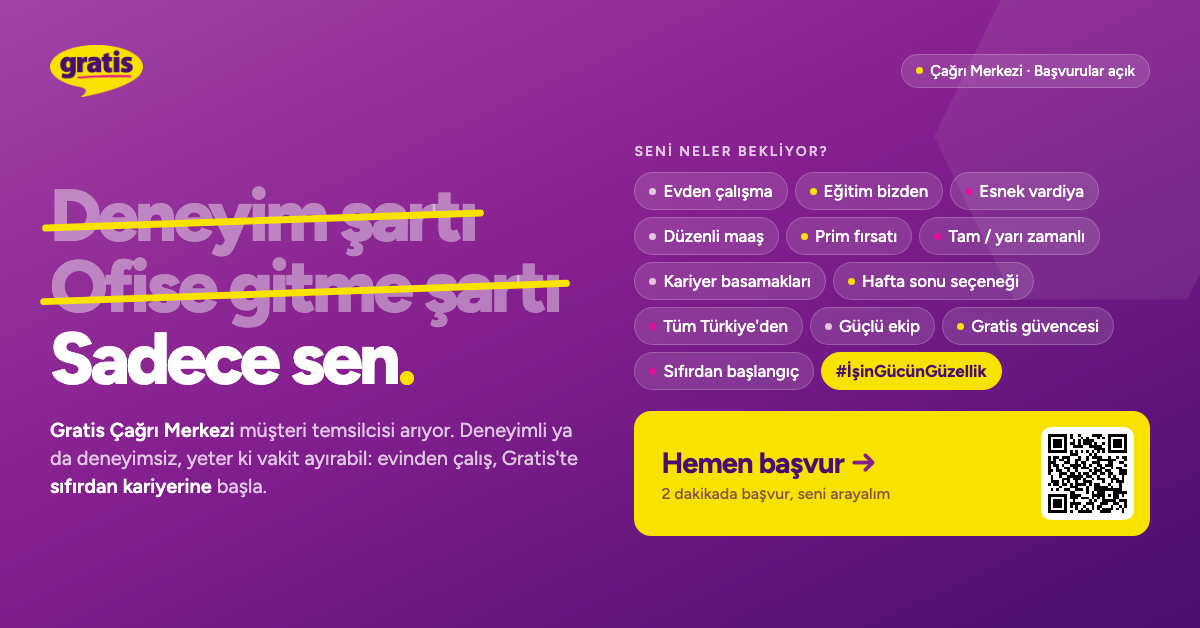 gratis
Çağrı Merkezi · Başvurular açık
Deneyim şartı
Ofise gitme şartı
Sadece sen.
Gratis Çağrı Merkezi müşteri temsilcisi arıyor. Deneyimli ya
da deneyimsiz, yeter ki vakit ayırabil: evinden çalış, Gratis'te
sıfırdan kariyerine başla.
SENİ NELER BEKLİYOR?
Evden çalışma
Eğitim bizden
Esnek vardiya
Düzenli maaş
Prim fırsatı
Tam / yarı zamanlı
Kariyer basamakları
Hafta sonu seçeneği
Tüm Türkiye'den
Güçlü ekip
Gratis güvencesi
Sıfırdan başlangıç
#İşinGücünGüzellik
Hemen başvur →
2 dakikada başvur, seni arayalım